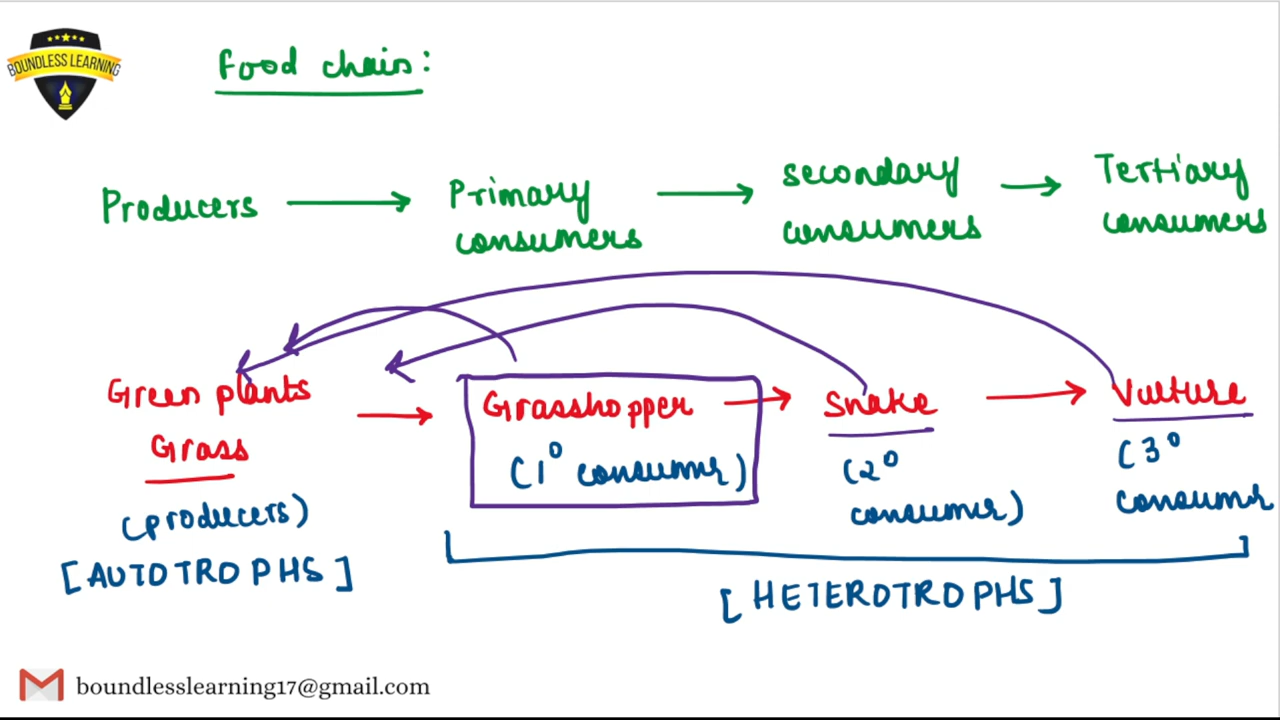 BOUNDLESS LEARNING
Food chain:
Producers → Primary consumers → secondary consumers → Tertiary consumers
Green plants
Grass
(producers)
[AUTOTROPHS]
→ Grasshopper
(1° consumer)
→ Snake
(2°
consumer)
→ Vulture
(3°
consumer
[HETEROTROPHS]
boundlesslearning17@gmail.com